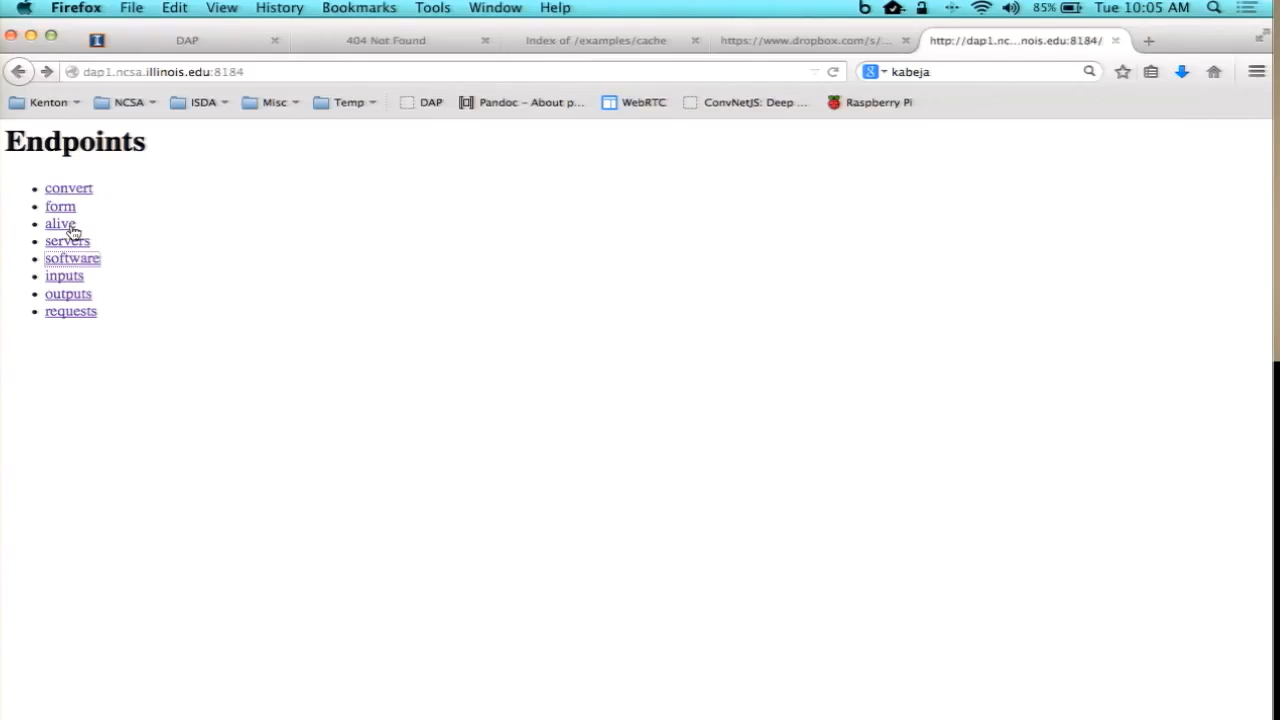 Firefox File Edit View History Bookmarks Tools Window Help 85% Tue 10:05 AM
DAP 404 Not Found Index of /examples/cache https://www.dropbox.com/s/... http://dap1.nc...nois.edu:8184/
dap1.ncsa.illinois.edu:8184 kabeja
Kenton NCSA ISDA Misc Temp DAP Pandoc - About p... WebRTC ConvNetJS: Deep ... Raspberry Pi
Endpoints
convert
form
alive
servers
software
inputs
outputs
requests